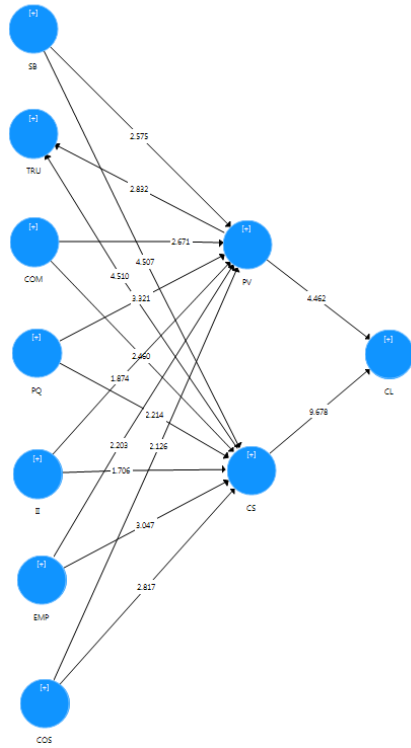 [+]
SB
[+]
TRU
[+]
COM
[+]
PQ
[+]
II
[+]
EMP
[+]
COS
2.575
2.832
2.671
4.507
4.510
3.321
2.460
1.874
2.214
2.203
2.126
1.706
3.047
2.817
[+]
PV
[+]
CS
4.462
9.678
[+]
CL